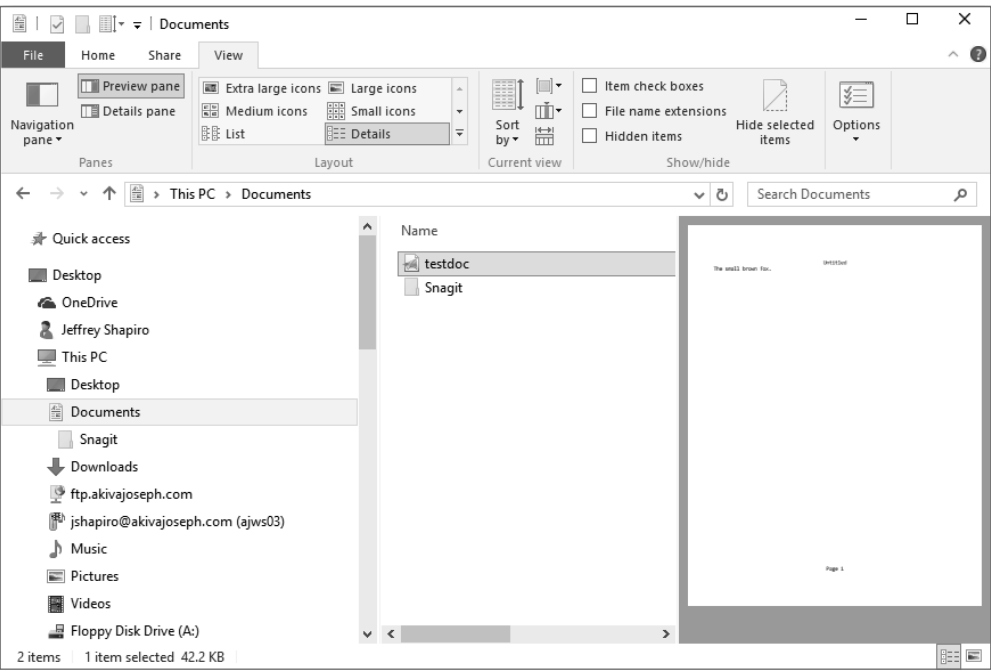 Documents
File Home Share View
Navigation pane
Preview pane
Details pane
Panes
Extra large icons Large icons
Medium icons Small icons
List Details
Layout
Sort by
Current view
Item check boxes
File name extensions
Hidden items
Hide selected items
Show/hide
Options
This PC > Documents
Search Documents
Quick access
Desktop
OneDrive
Jeffrey Shapiro
This PC
Desktop
Documents
Snagit
Downloads
ftp.akivajoseph.com
jshapiro@akivajoseph.com (ajws03)
Music
Pictures
Videos
Floppy Disk Drive (A:)
Name
testdoc
Snagit
Untitled
The small brown fox.
Page 1
2 items 1 item selected 42.2 KB